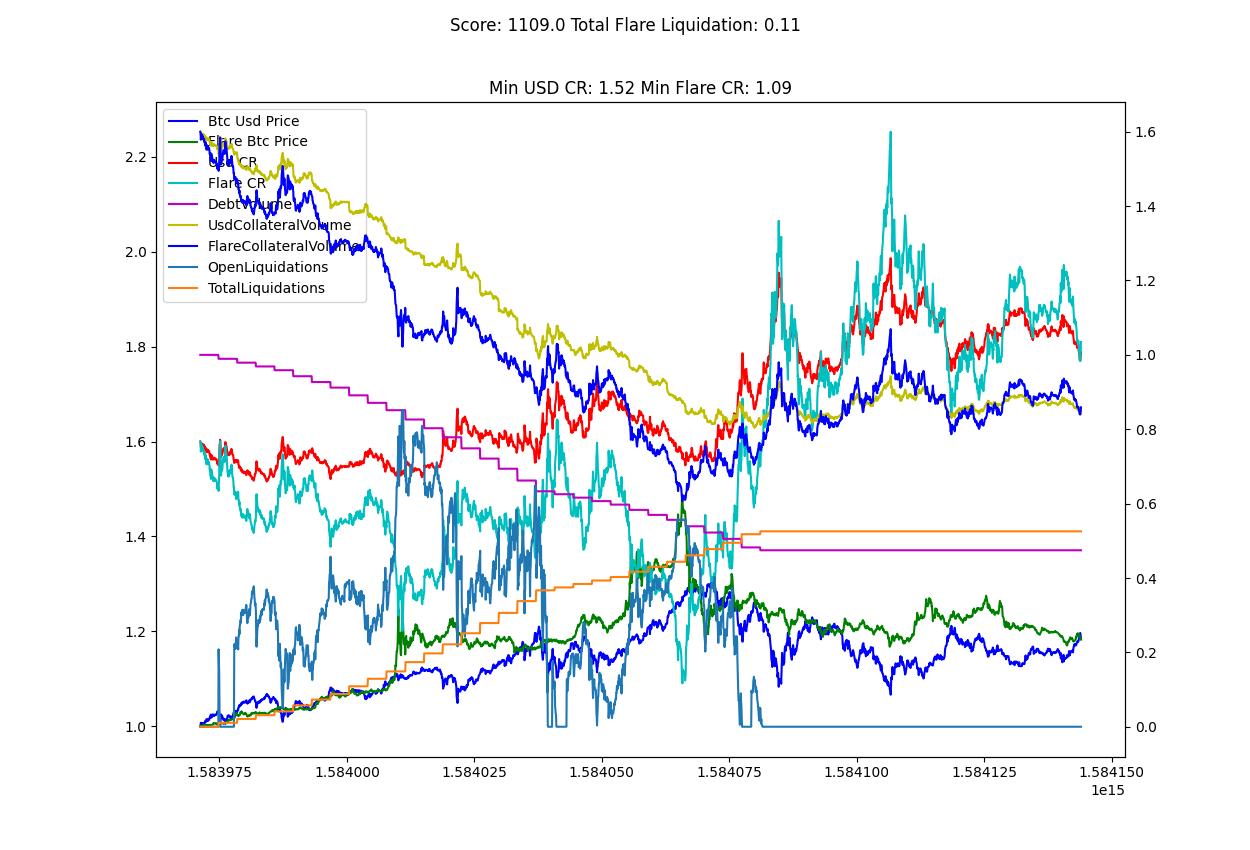 Score: 1109.0 Total Flare Liquidation: 0.11
Min USD CR: 1.52 Min Flare CR: 1.09
Btc Usd Price
Flare Btc Price
Usd CR
Flare CR
DebtVolume
UsdCollateralVolume
FlareCollateralVolume
OpenLiquidations
TotalLiquidations
2.2
2.0
1.8
1.6
1.4
1.2
1.0
1.6
1.4
1.2
1.0
0.8
0.6
0.4
0.2
0.0
1.583975 1.584000 1.584025 1.584050 1.584075 1.584100 1.584125 1.584150
1e15